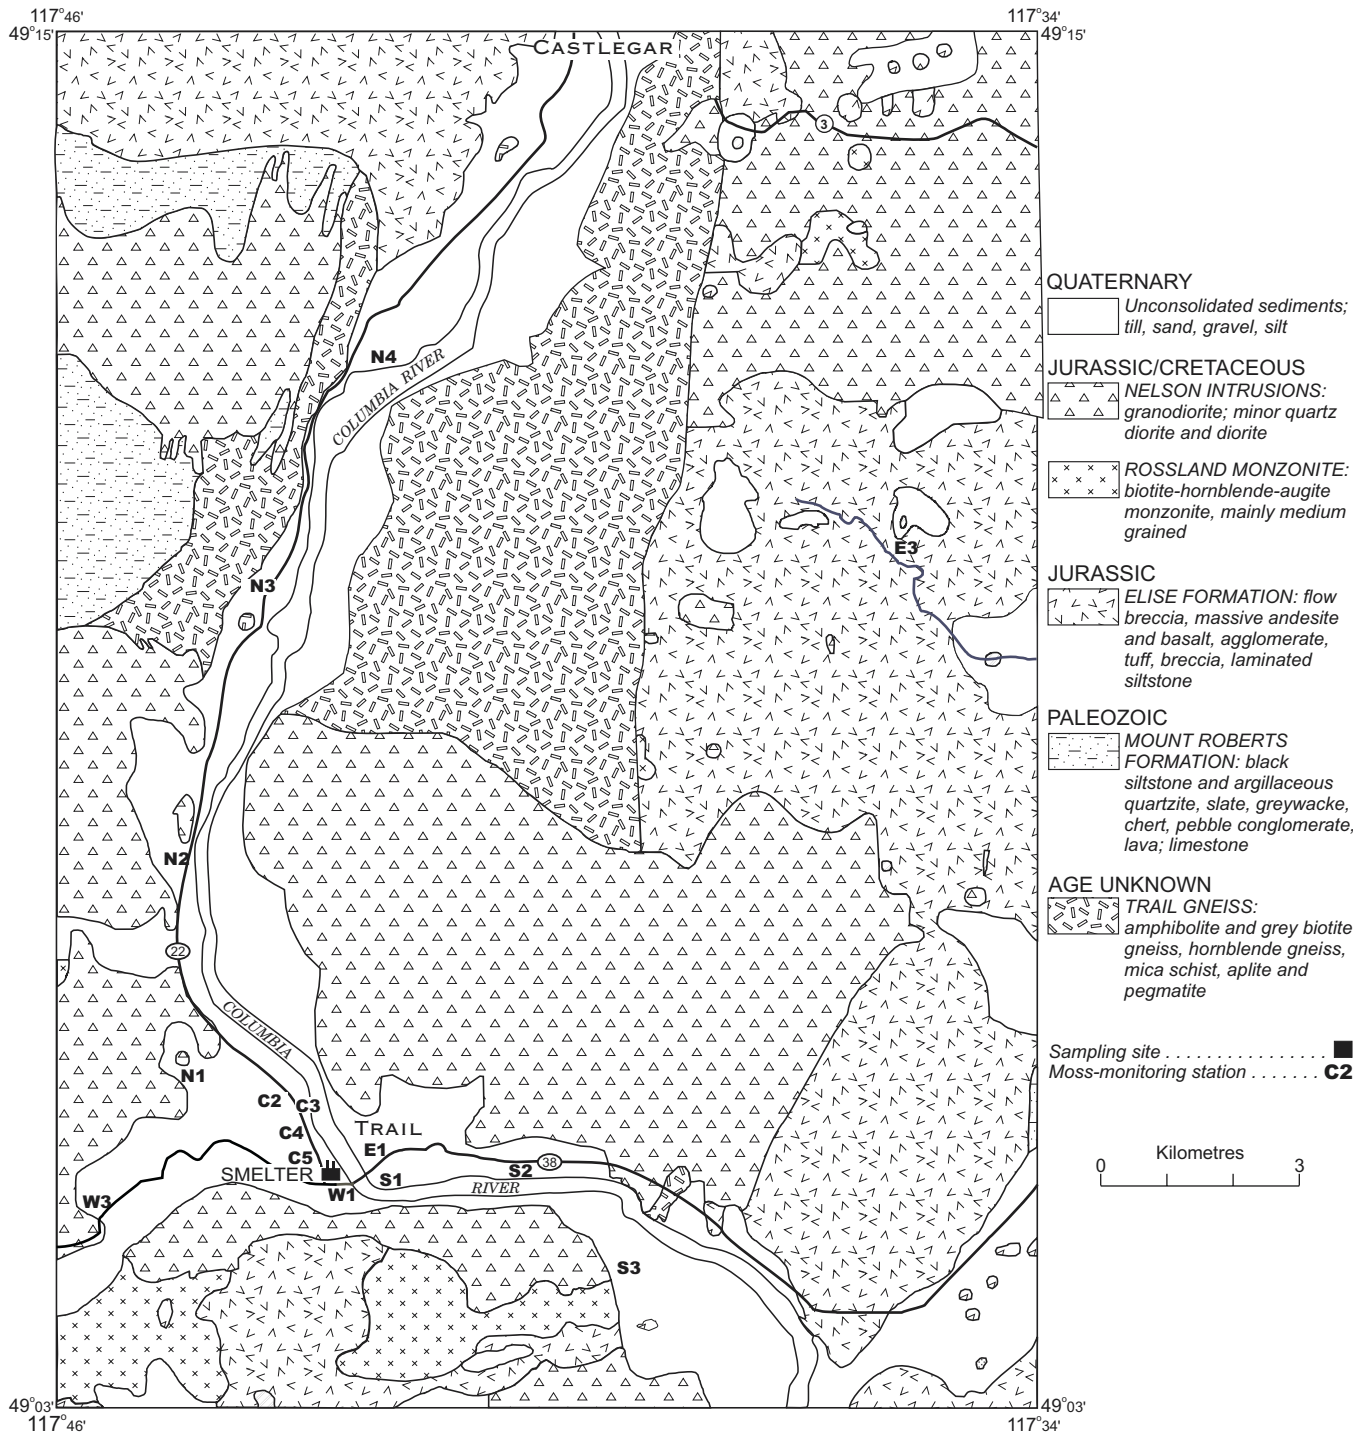 117°46'
117°34'
49°15'
49°15'
CASTLEGAR
3
N4
COLUMBIA RIVER
E3
N3
N2
22
COLUMBIA
N1
C2
C3
C4
TRAIL
C5
E1
SMELTER
S1
S2
38
W1
RIVER
W3
S3
49°03'
49°03'
117°46'
117°34'
QUATERNARY
Unconsolidated sediments;
till, sand, gravel, silt
JURASSIC/CRETACEOUS
NELSON INTRUSIONS:
granodiorite; minor quartz
diorite and diorite
ROSSLAND MONZONITE:
biotite-hornblende-augite
monzonite, mainly medium
grained
JURASSIC
ELISE FORMATION: flow
breccia, massive andesite
and basalt, agglomerate,
tuff, breccia, laminated
siltstone
PALEOZOIC
MOUNT ROBERTS
FORMATION: black
siltstone and argillaceous
quartzite, slate, greywacke,
chert, pebble conglomerate,
lava; limestone
AGE UNKNOWN
TRAIL GNEISS:
amphibolite and grey biotite
gneiss, hornblende gneiss,
mica schist, aplite and
pegmatite
Sampling site . . . . . . . . . . . . . . . .
Moss-monitoring station . . . . . . . C2
Kilometres
0 3